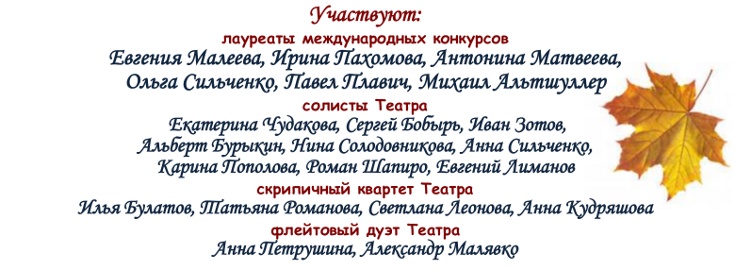 Участвуют:
лауреаты международных конкурсов
Евгения Малеева, Ирина Пахомова, Антонина Матвеева,
Ольга Сильченко, Павел Плавич, Михаил Альтшуллер
солисты Театра
Екатерина Чудакова, Сергей Бобырь, Иван Зотов,
Альберт Бурыкин, Нина Солодовникова, Анна Сильченко,
Карина Пополова, Роман Шапиро, Евгений Лиманов
скрипичный квартет Театра
Илья Булатов, Татьяна Романова, Светлана Леонова, Анна Кудряшова
флейтовый дуэт Театра
Анна Петрушина, Александр Малявко